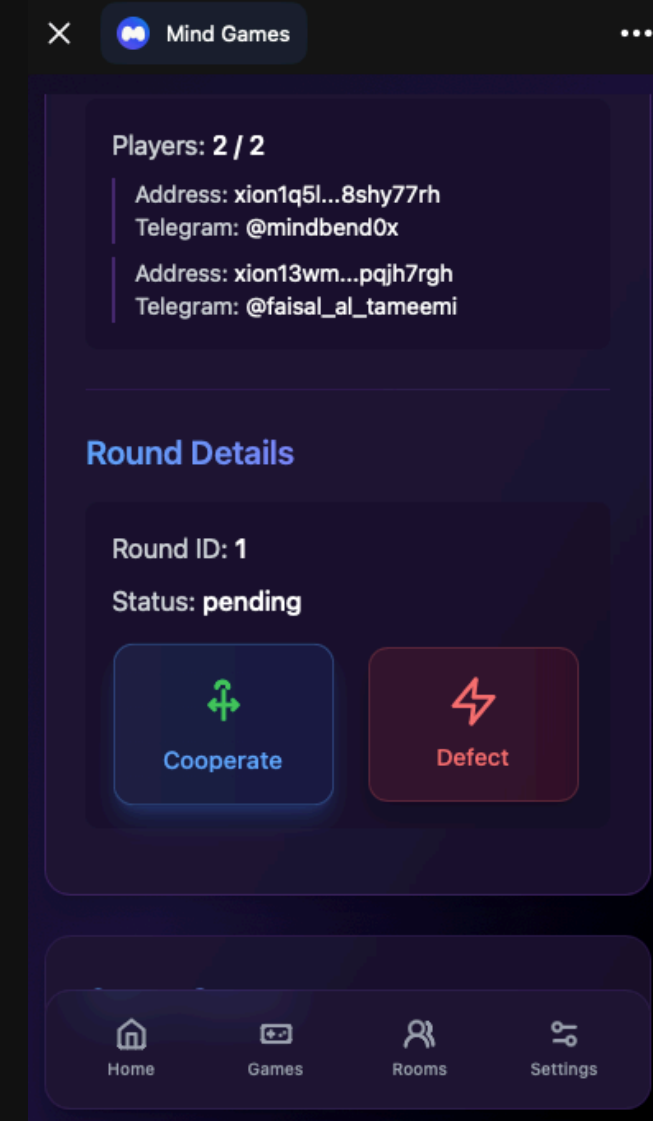 Mind Games
Players: 2 / 2
Address: xion1q5l...8shy77rh
Telegram: @mindbend0x
Address: xion13wm...pqjh7rgh
Telegram: @faisal_al_tameemi
Round Details
Round ID: 1
Status: pending
Cooperate
Defect
Home
Games
Rooms
Settings